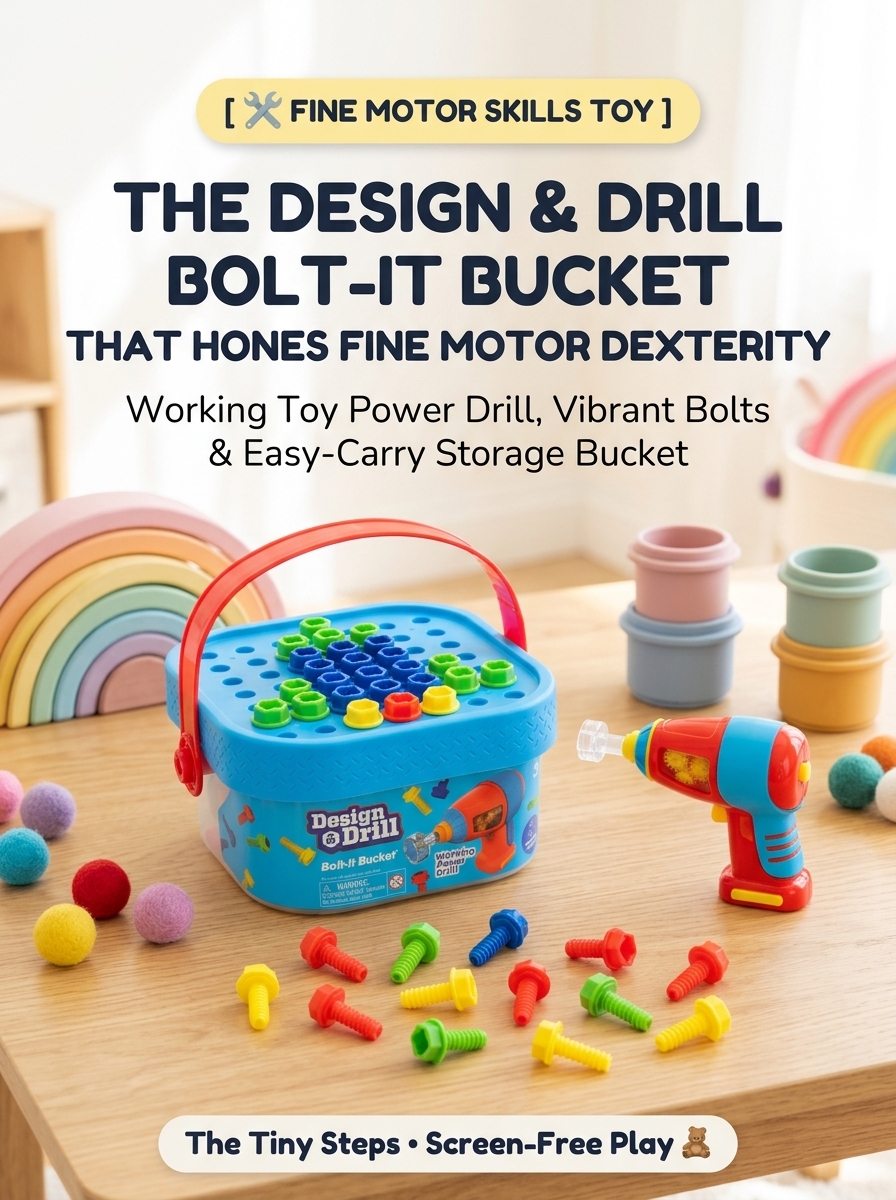 [ 🛠️ FINE MOTOR SKILLS TOY ]
THE DESIGN & DRILL
BOLT-IT BUCKET
THAT HONES FINE MOTOR DEXTERITY
Working Toy Power Drill, Vibrant Bolts
& Easy-Carry Storage Bucket
Design
& Drill
Bolt-It Bucket
WARNING:
The Tiny Steps • Screen-Free Play 🧸